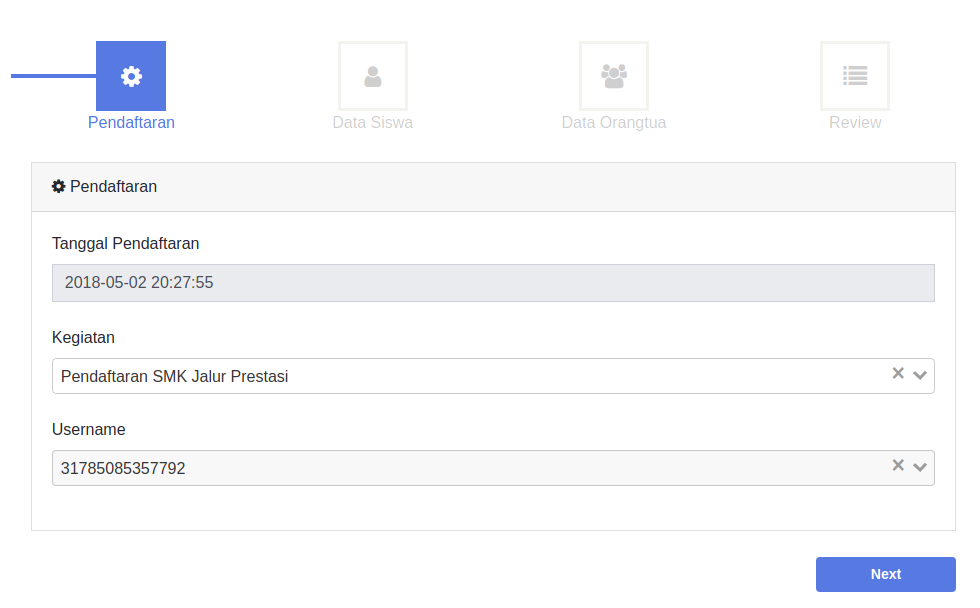 Pendaftaran
Data Siswa
Data Orangtua
Review
Pendaftaran
Tanggal Pendaftaran
2018-05-02 20:27:55
Kegiatan
Pendaftaran SMK Jalur Prestasi
Username
31785085357792
Next